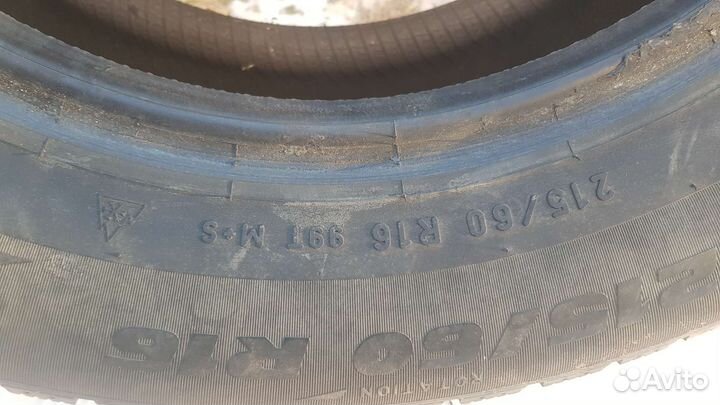 215/60 R16 99T M+S
215/60 R16
ROTATION
Avito